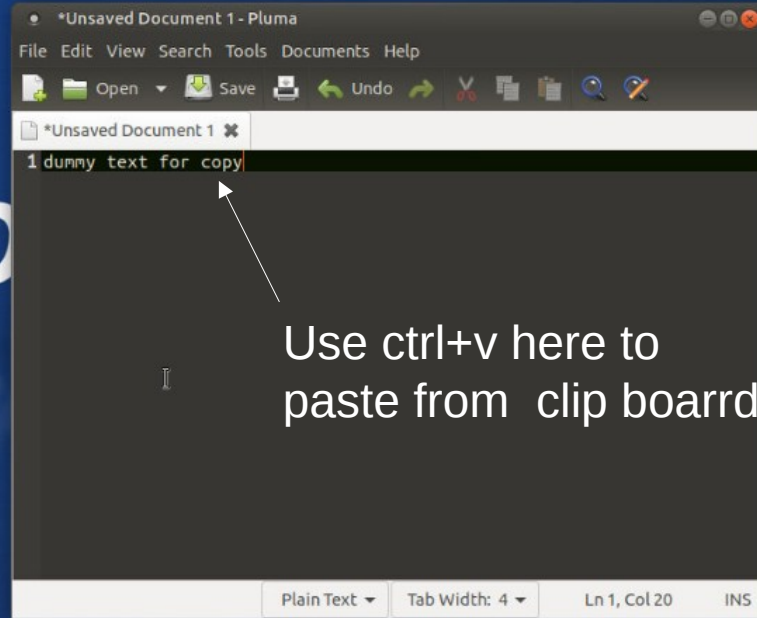 *Unsaved Document 1 - Pluma
File Edit View Search Tools Documents Help
Open Save Undo
*Unsaved Document 1
1 dummy text for copy
Use ctrl+v here to
paste from clip boarrd
Plain Text Tab Width: 4 Ln 1, Col 20 INS